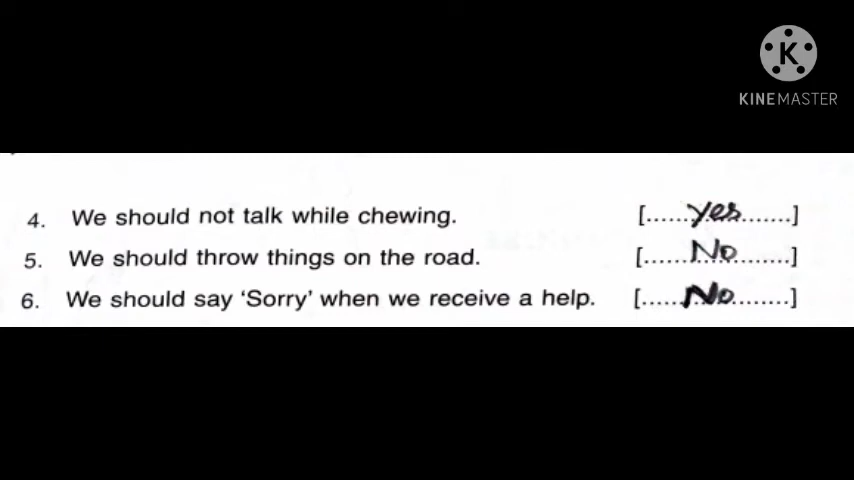 K
KINEMASTER
4. We should not talk while chewing. [......yes........]
5. We should throw things on the road. [......No........]
6. We should say 'Sorry' when we receive a help. [......No........]